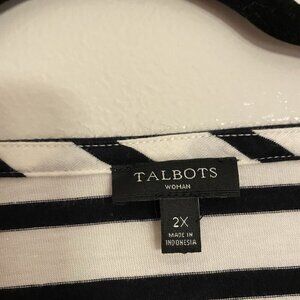 TALBOTS
WOMAN
2X
MADE IN
INDONESIA